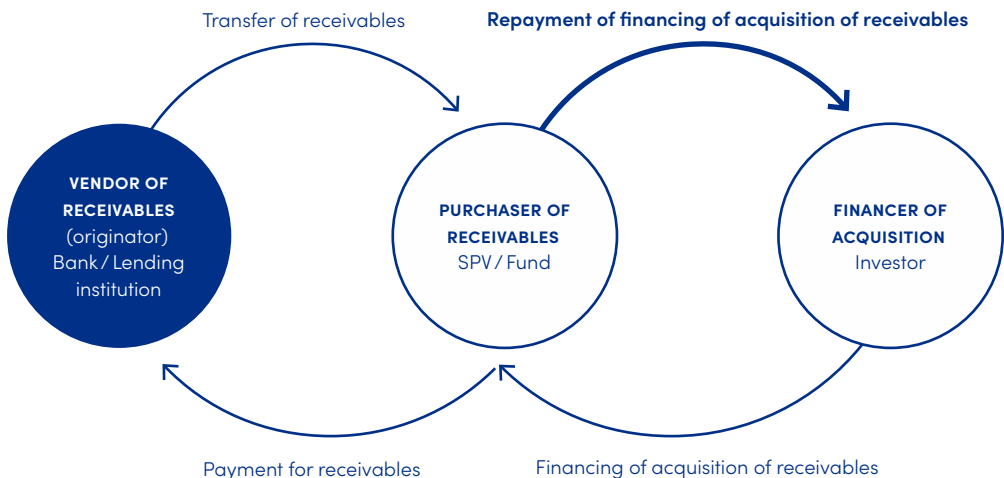 Transfer of receivables
Repayment of financing of acquisition of receivables
VENDOR OF
RECEIVABLES
(originator)
Bank / Lending
institution
PURCHASER OF
RECEIVABLES
SPV / Fund
FINANCER OF
ACQUISITION
Investor
Payment for receivables
Financing of acquisition of receivables